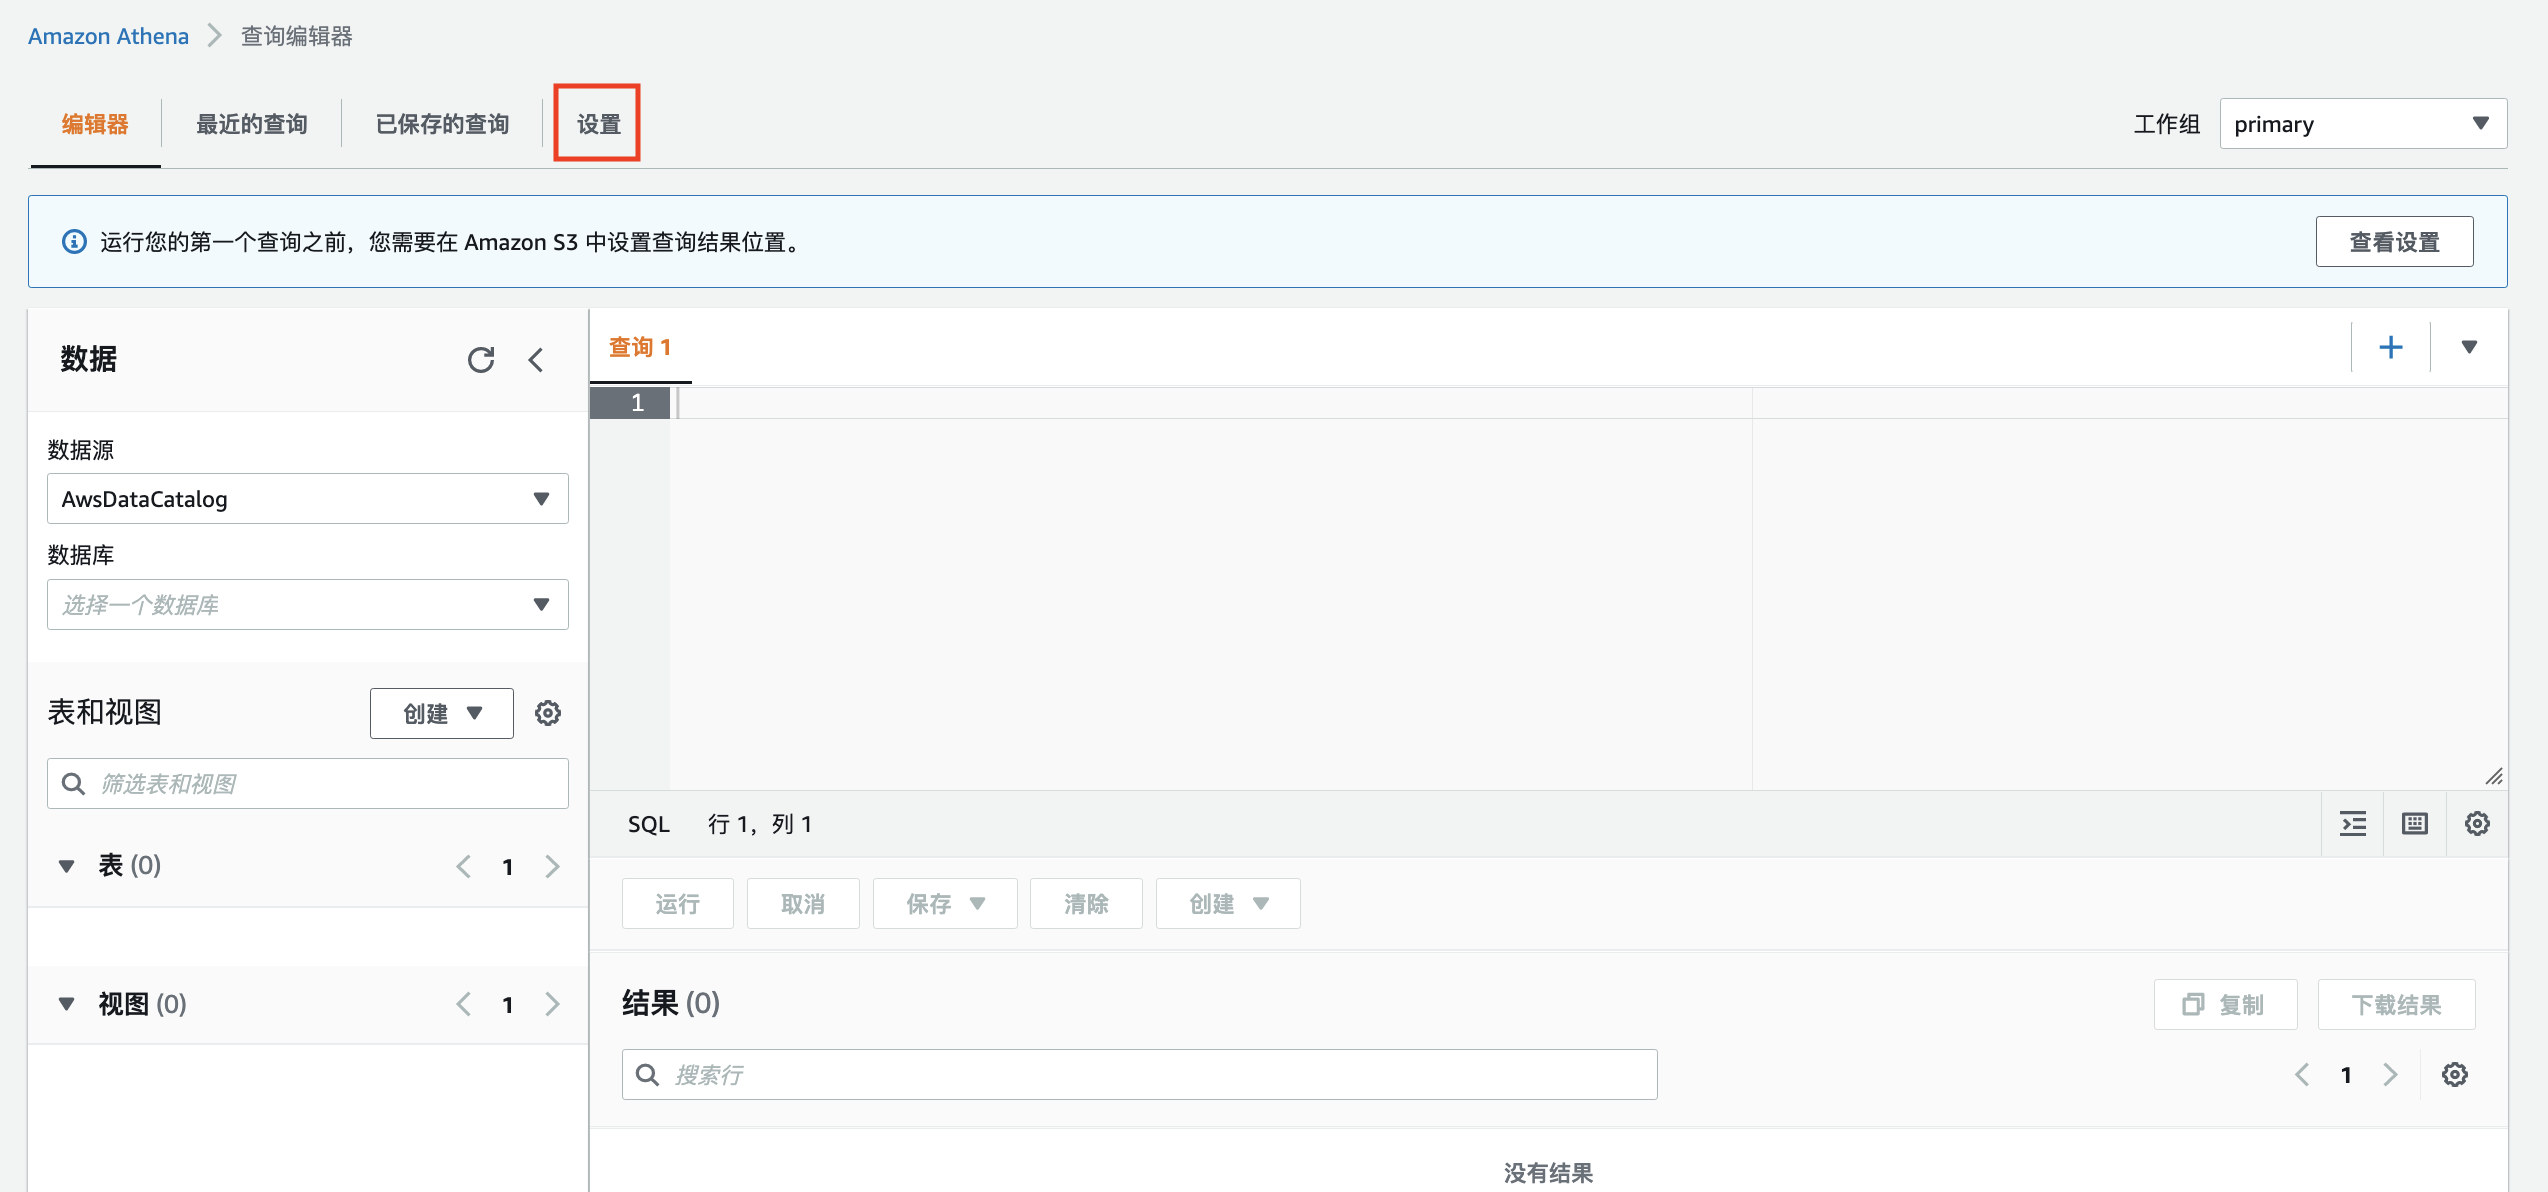 Amazon Athena 查询编辑器
编辑器 最近的查询 已保存的查询 设置 工作组 primary
运行您的第一个查询之前，您需要在 Amazon S3 中设置查询结果位置。 查看设置
数据
数据源
AwsDataCatalog
数据库
选择一个数据库
表和视图 创建
筛选表和视图
表 (0) 1
视图 (0) 1
查询 1
1
SQL 行 1，列 1
运行 取消 保存 清除 创建
结果 (0) 复制 下载结果
搜索行 1
没有结果